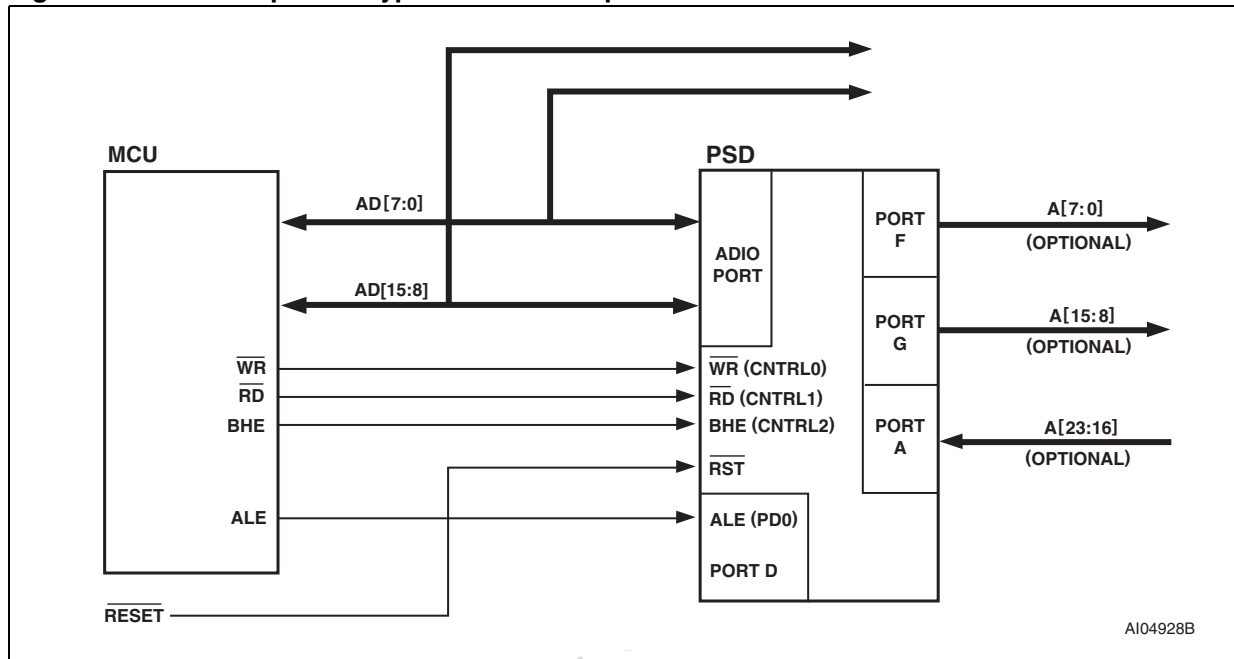 MCU
PSD
AD[7:0]
AD[15:8]
ADIO
PORT
PORT
F
A[7:0]
(OPTIONAL)
PORT
G
A[15:8]
(OPTIONAL)
PORT
A
A[23:16]
(OPTIONAL)
WR
RD
BHE
ALE
WR (CNTRL0)
RD (CNTRL1)
BHE (CNTRL2)
RST
ALE (PD0)
PORT D
RESET
AI04928B